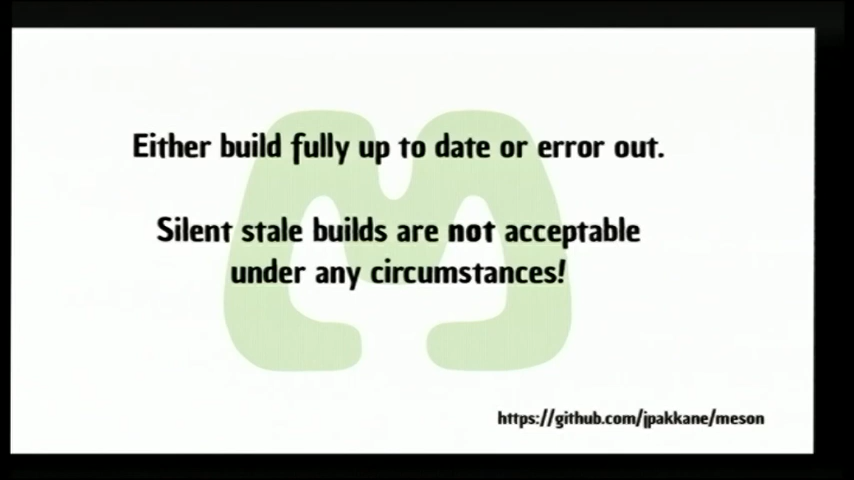 Either build fully up to date or error out.
Silent stale builds are not acceptable
under any circumstances!
https://github.com/jpakkane/meson